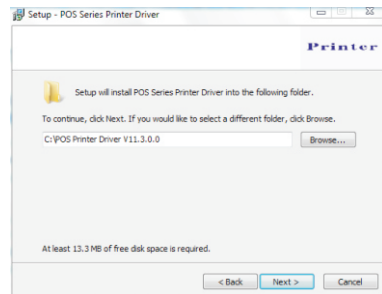 Setup - POS Series Printer Driver
Printer
Setup will install POS Series Printer Driver into the following folder.
To continue, click Next. If you would like to select a different folder, click Browse.
C:\POS Printer Driver V11.3.0.0
Browse...
At least 13.3 MB of free disk space is required.
< Back
Next >
Cancel